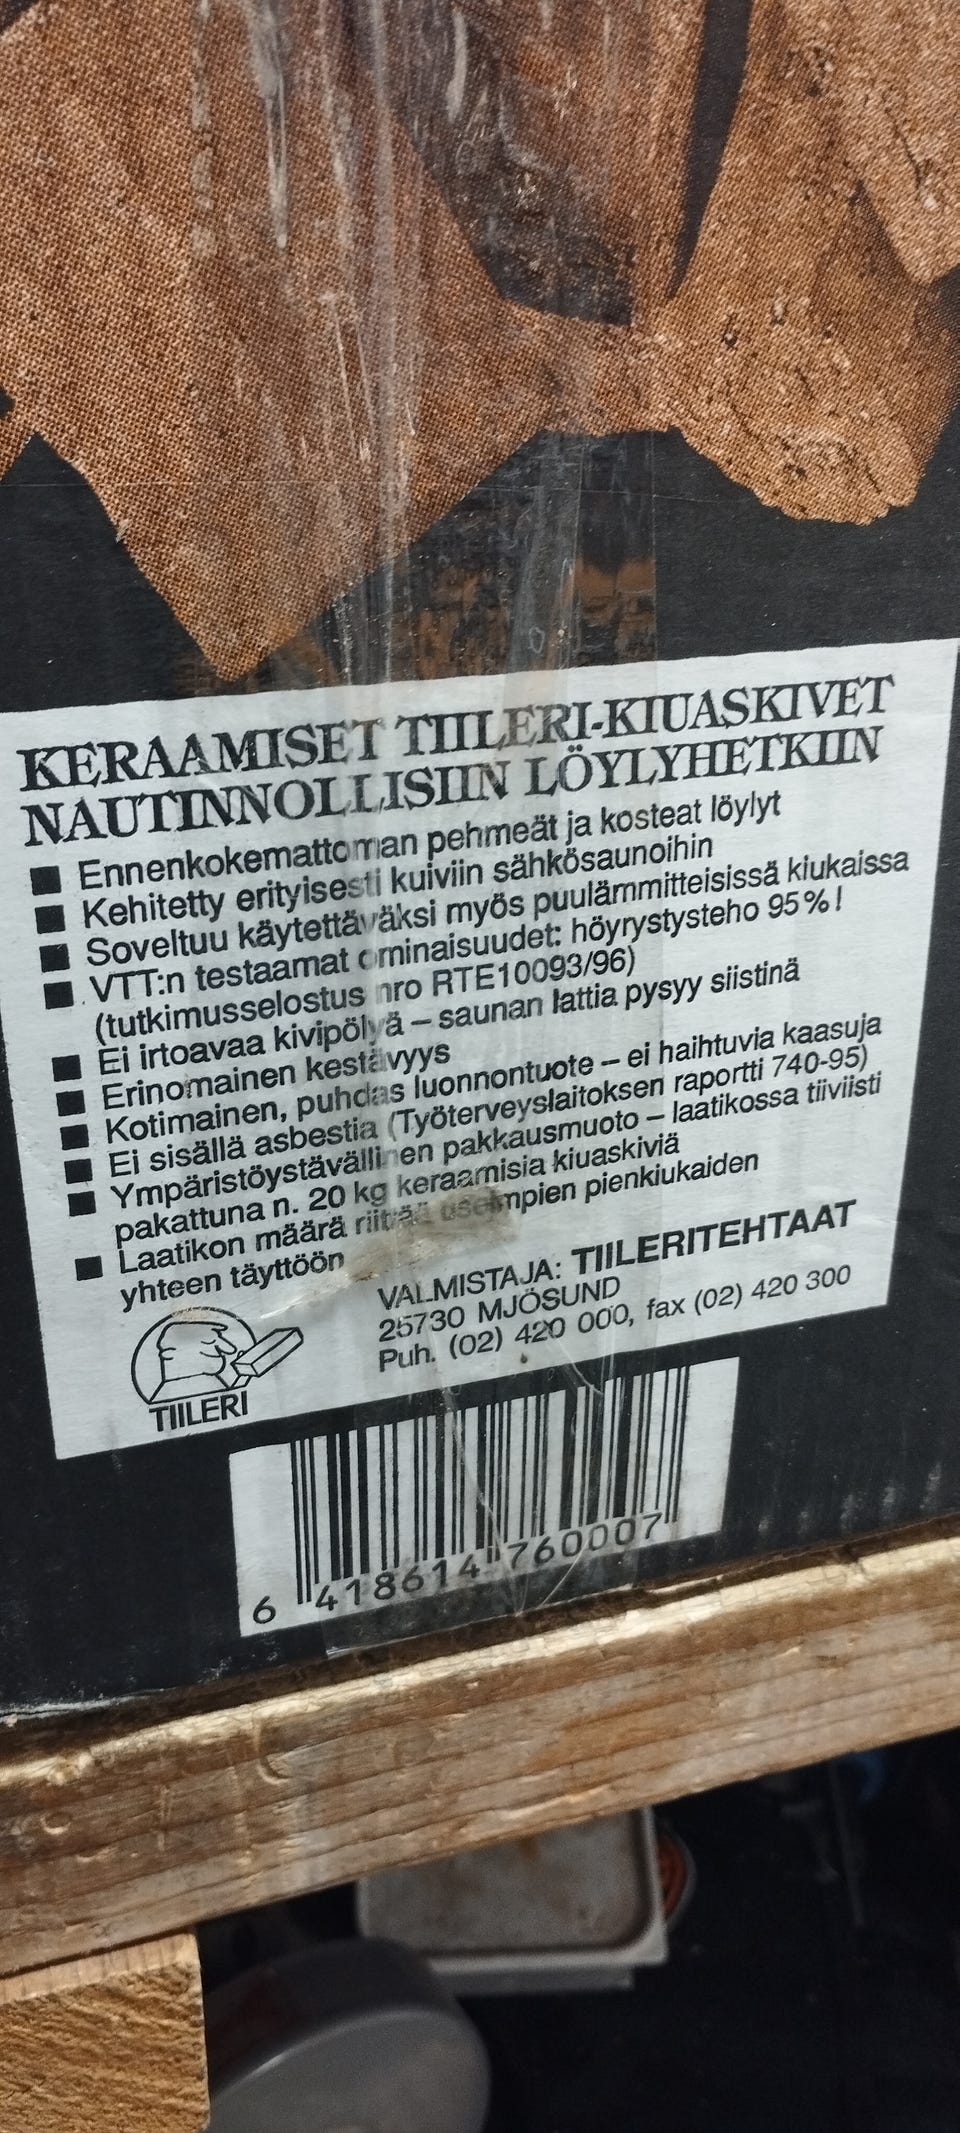 KERAAMISET TIILERI-KIUASKIVET
NAUTINNOLLISIIN LÖYLYHETKIIN
■ Ennenkokemattoman pehmeät ja kosteat löylyt
■ Kehitetty erityisesti kuiviin sähkösaunoihin
■ Soveltuu käytettäväksi myös puulämmitteisissä kiukaissa
■ VTT:n testaamat ominaisuudet: höyrystysteho 95%!
(tutkimusselostus nro RTE10093/96)
■ Ei irtoavaa kivipölyä – saunan lattia pysyy siistinä
■ Erinomainen kestävyys
■ Kotimainen, puhdas luonnontuote – ei haihtuvia kaasuja
■ Ei sisällä asbestia (Työterveyslaitoksen raportti 740-95)
■ Ympäristöystävällinen pakkausmuoto – laatikossa tiiviisti
pakattuna n. 20 kg keraamisia kiuaskiviä
■ Laatikon määrä riittää useimpien pienkiukaiden
yhteen täyttöön
VALMISTAJA: TIILERITEHTAAT
25730 MJÖSUND
Puh. (02) 420 000, fax (02) 420 300
TIILERI
6 418614 760007